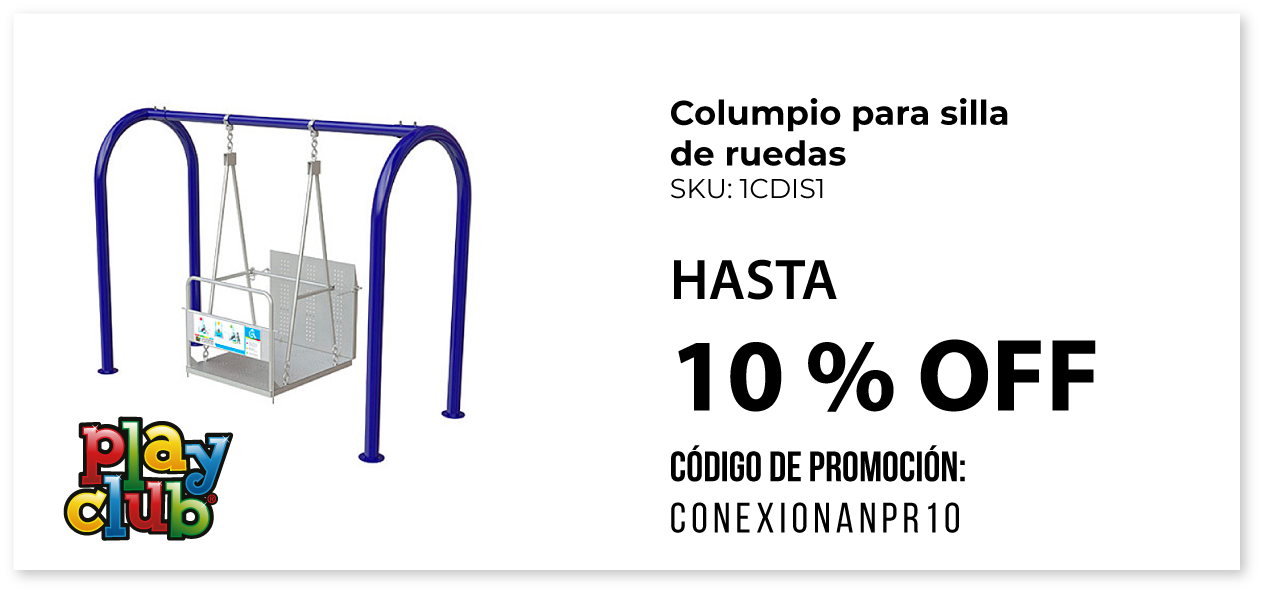 Columpio para silla
de ruedas
SKU: 1CDIS1
HASTA
10 % OFF
CÓDIGO DE PROMOCIÓN:
CONEXIONANPR10
play
club®